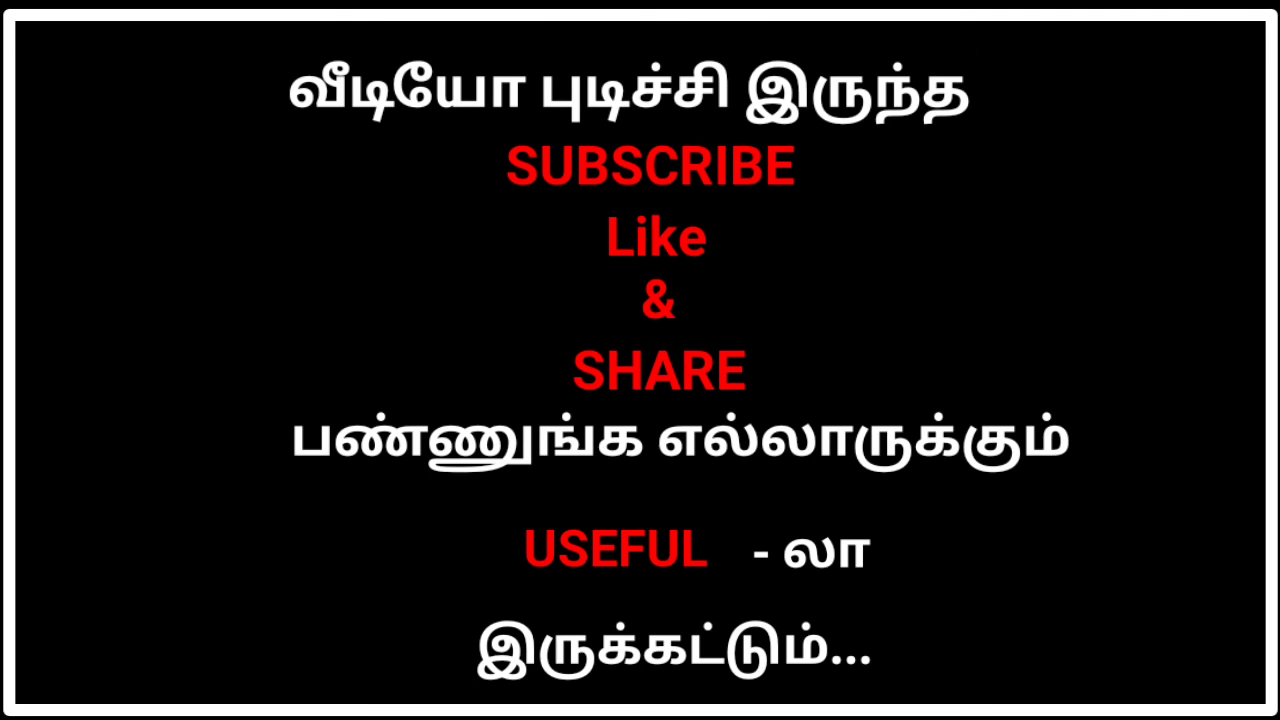 வீடியோ புடிச்சி இருந்த
SUBSCRIBE
Like
&
SHARE
பண்ணுங்க எல்லாருக்கும்
USEFUL - லா
இருக்கட்டும்...